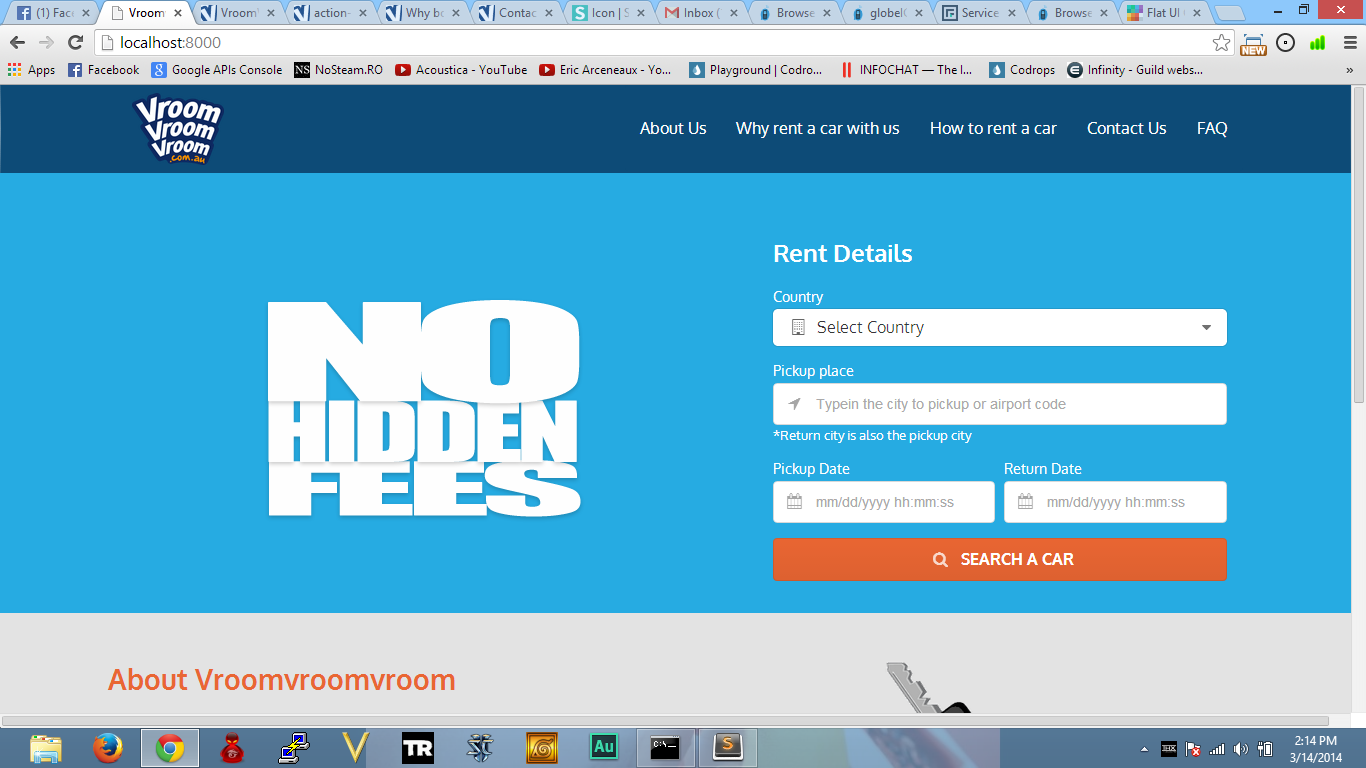 (1) Fac
Vroom
Vroom
action-
Why bo
Contac
Icon | S
Inbox (
Browse
globel
Service
Browse
Flat UI
localhost:8000
NEW
Apps
Facebook
Google APIs Console
NS
NoSteam.RO
Acoustica - YouTube
Eric Arceneaux - Yo...
Playground | Codro...
INFOCHAT — The I...
Codrops
Infinity - Guild webs...
»
Vroom
Vroom
Vroom
.com.au
About Us
Why rent a car with us
How to rent a car
Contact Us
FAQ
NO
HIDDEN
FEES
Rent Details
Country
Select Country
Pickup place
Typein the city to pickup or airport code
*Return city is also the pickup city
Pickup Date
Return Date
mm/dd/yyyy hh:mm:ss
mm/dd/yyyy hh:mm:ss
SEARCH A CAR
About Vroomvroomvroom
TR
Au
C:\.
S
THX
2:14 PM
3/14/2014